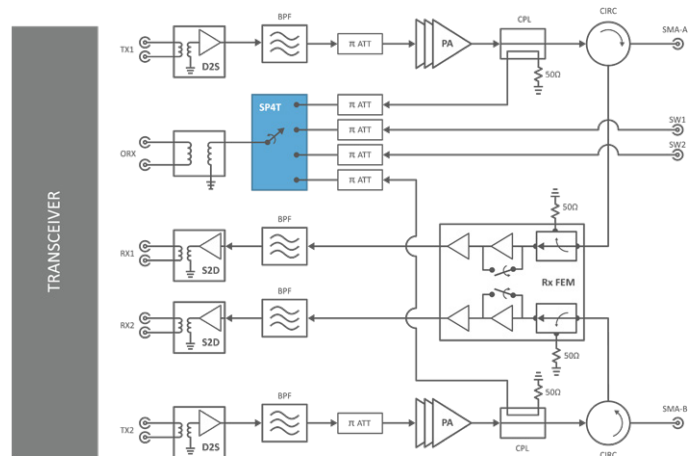 BPF
CPL
CIRC
SMA-A
TX1
π ATT
PA
D2S
50Ω
SP4T
π ATT
SW1
π ATT
SW2
ORX
π ATT
π ATT
TRANSCEIVER
50Ω
BPF
RX1
S2D
Rx FEM
BPF
RX2
S2D
50Ω
50Ω
BPF
SMA-B
TX2
π ATT
PA
D2S
CPL
CIRC